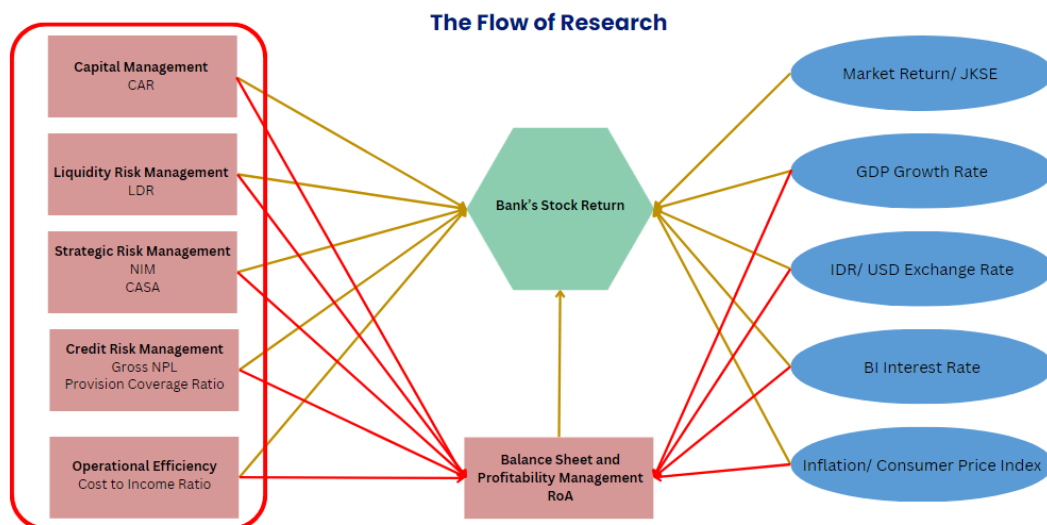 The Flow of Research
Capital Management
CAR
Liquidity Risk Management
LDR
Strategic Risk Management
NIM
CASA
Credit Risk Management
Gross NPL
Provision Coverage Ratio
Operational Efficiency
Cost to Income Ratio
Bank's Stock Return
Balance Sheet and
Profitability Management
RoA
Market Return/ JKSE
GDP Growth Rate
IDR/ USD Exchange Rate
BI Interest Rate
Inflation/ Consumer Price Index